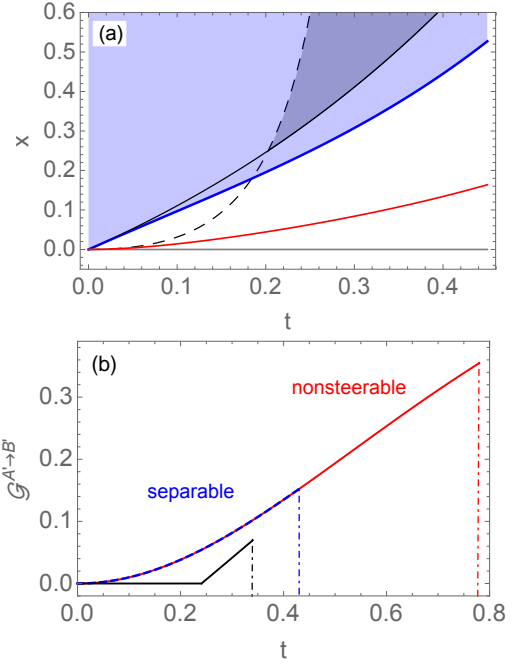 (a)
0.6
0.5
0.4
0.3
0.2
0.1
0.0
x
0.0 0.1 0.2 0.3 0.4
t
(b)
nonsteerable
separable
0.3
0.2
0.1
0.0
𝒢^{A'→B'}
0.0 0.2 0.4 0.6 0.8
t